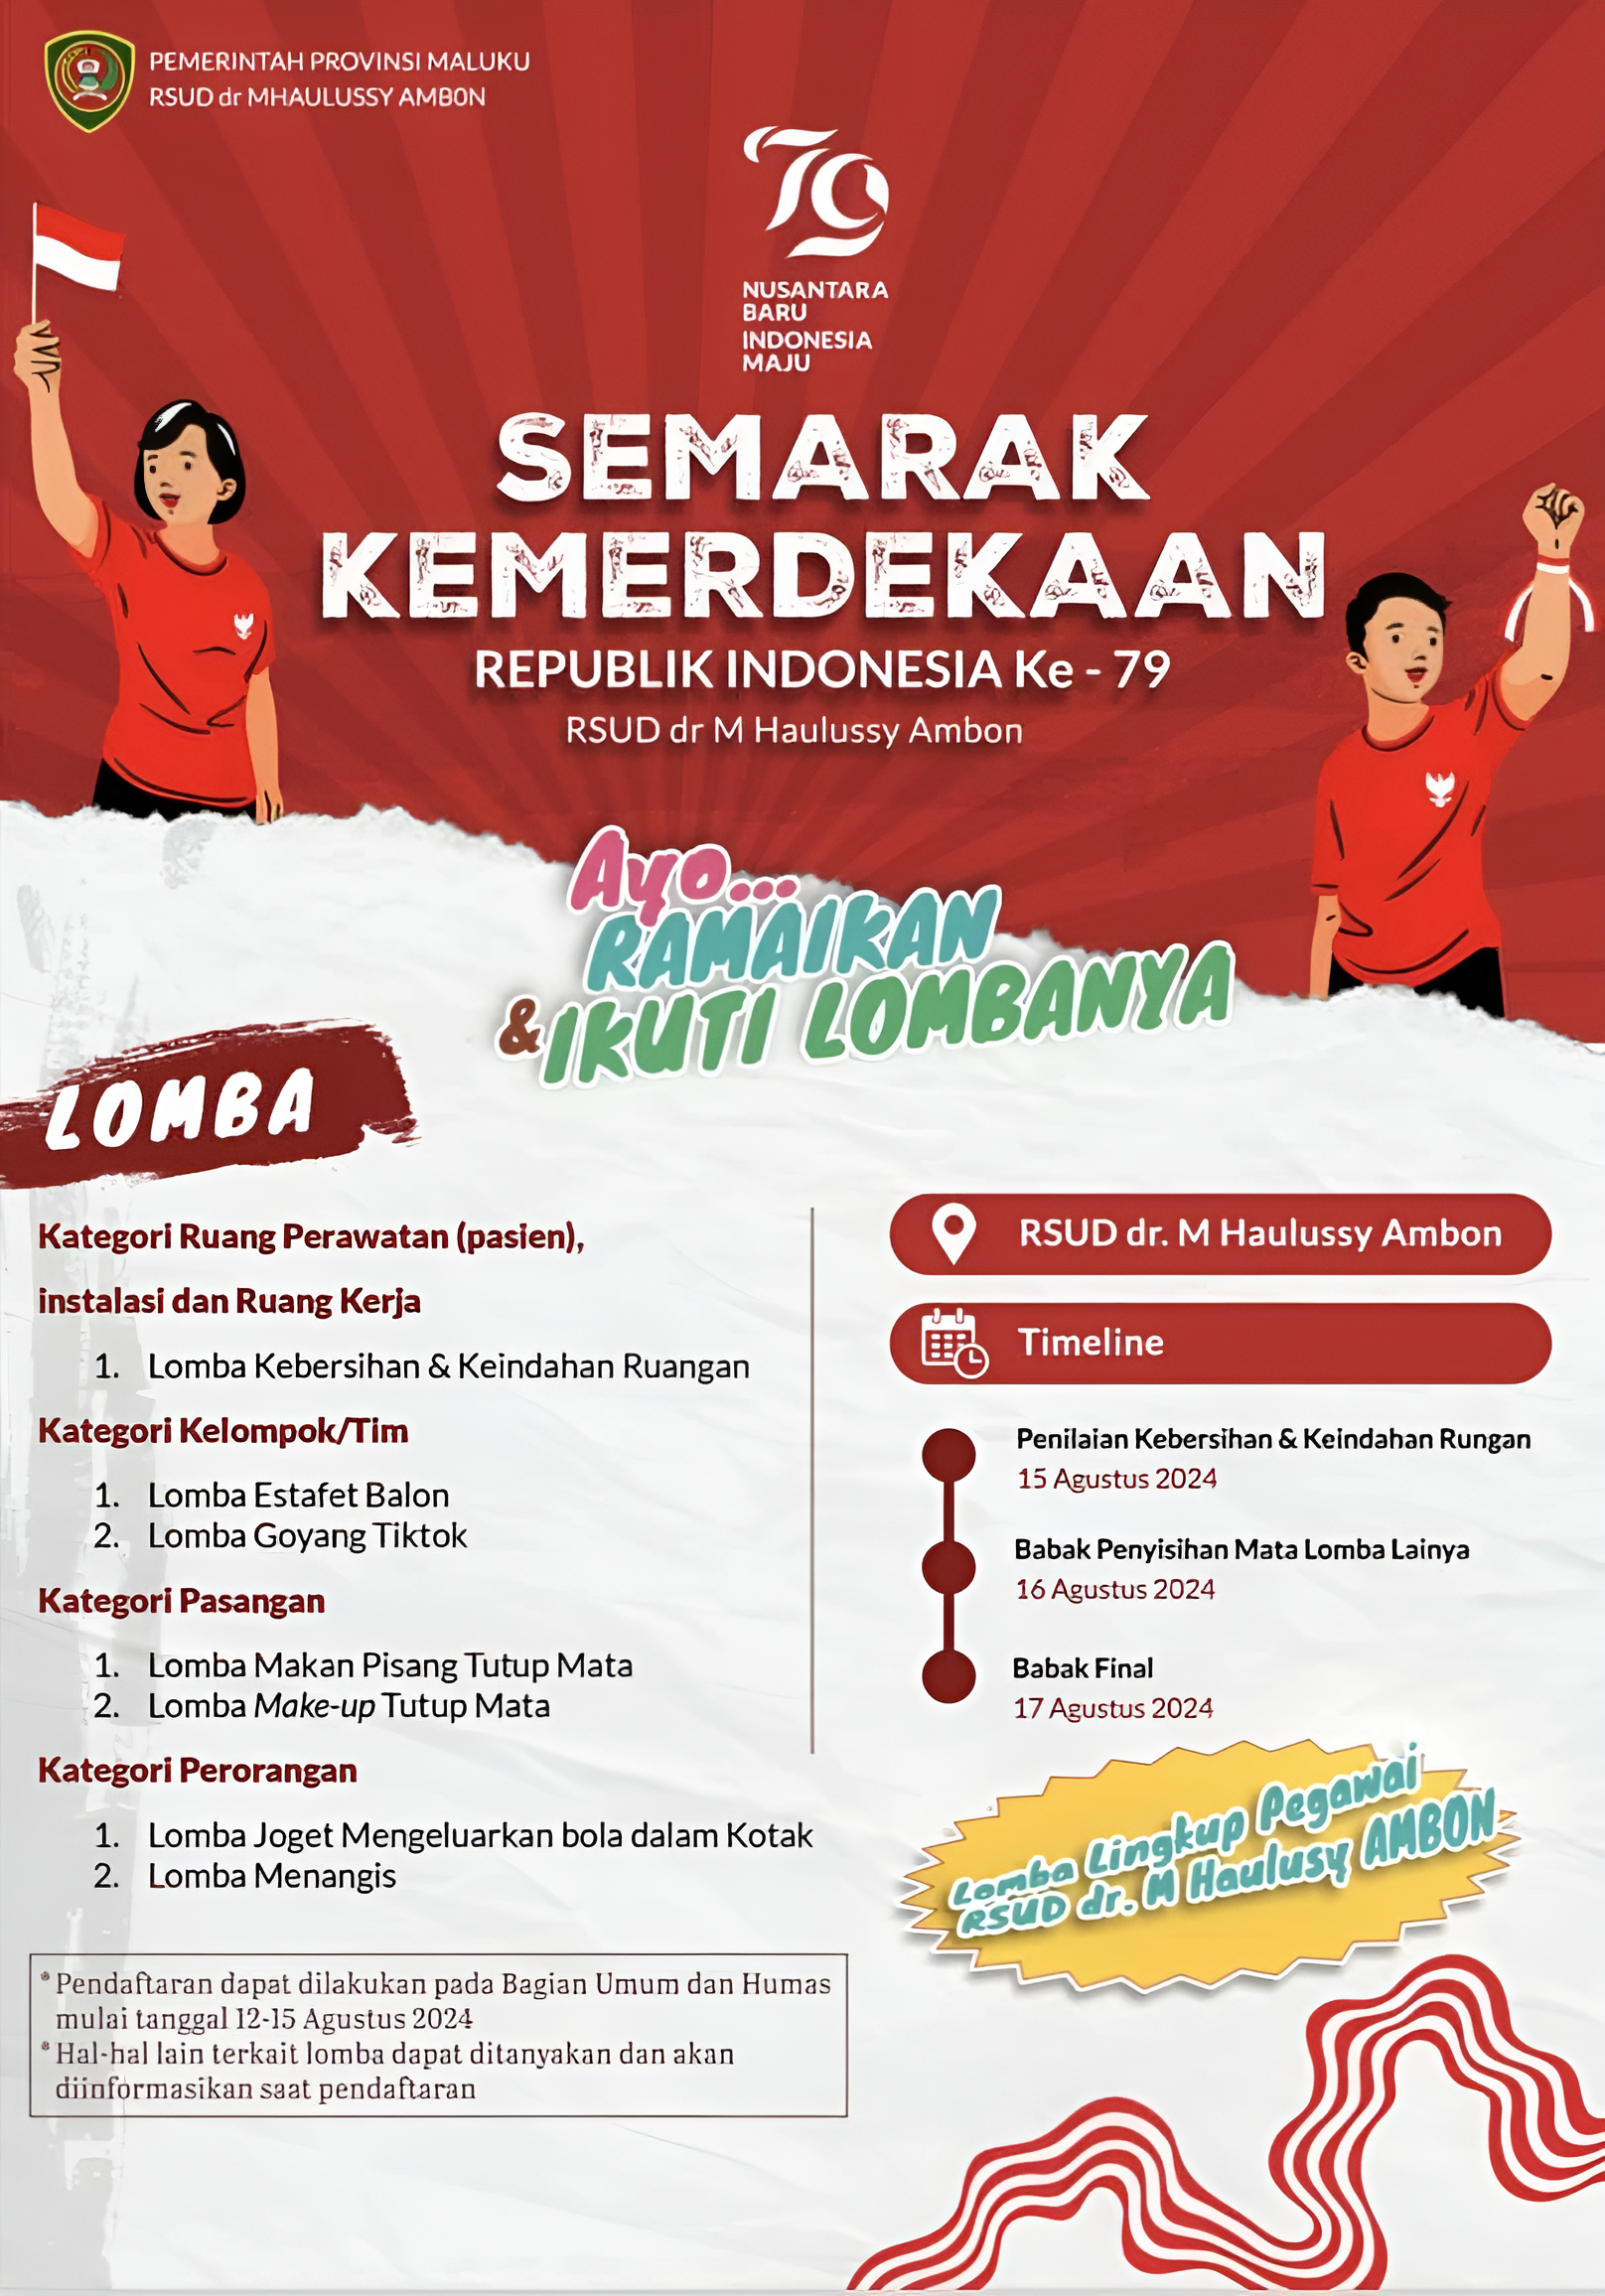 PEMERINTAH PROVINSI MALUKU
RSUD dr MHAULUSSY AMBON
79
NUSANTARA
BARU
INDONESIA
MAJU
SEMARAK
KEMERDEKAAN
REPUBLIK INDONESIA Ke - 79
RSUD dr M Haulussy Ambon
Ayo...
RAMAIKAN
& IKUTI LOMBANYA
LOMBA
Kategori Ruang Perawatan (pasien),
instalasi dan Ruang Kerja
1. Lomba Kebersihan & Keindahan Ruangan
Kategori Kelompok/Tim
1. Lomba Estafet Balon
2. Lomba Goyang Tiktok
Kategori Pasangan
1. Lomba Makan Pisang Tutup Mata
2. Lomba Make-up Tutup Mata
Kategori Perorangan
1. Lomba Joget Mengeluarkan bola dalam Kotak
2. Lomba Menangis
*Pendaftaran dapat dilakukan pada Bagian Umum dan Humas
mulai tanggal 12-15 Agustus 2024
*Hal-hal lain terkait lomba dapat ditanyakan dan akan
diinformasikan saat pendaftaran
RSUD dr. M Haulussy Ambon
Timeline
Penilaian Kebersihan & Keindahan Rungan
15 Agustus 2024
Babak Penyisihan Mata Lomba Lainya
16 Agustus 2024
Babak Final
17 Agustus 2024
Lomba Lingkup Pegawai
RSUD dr. M Haulusy AMBON